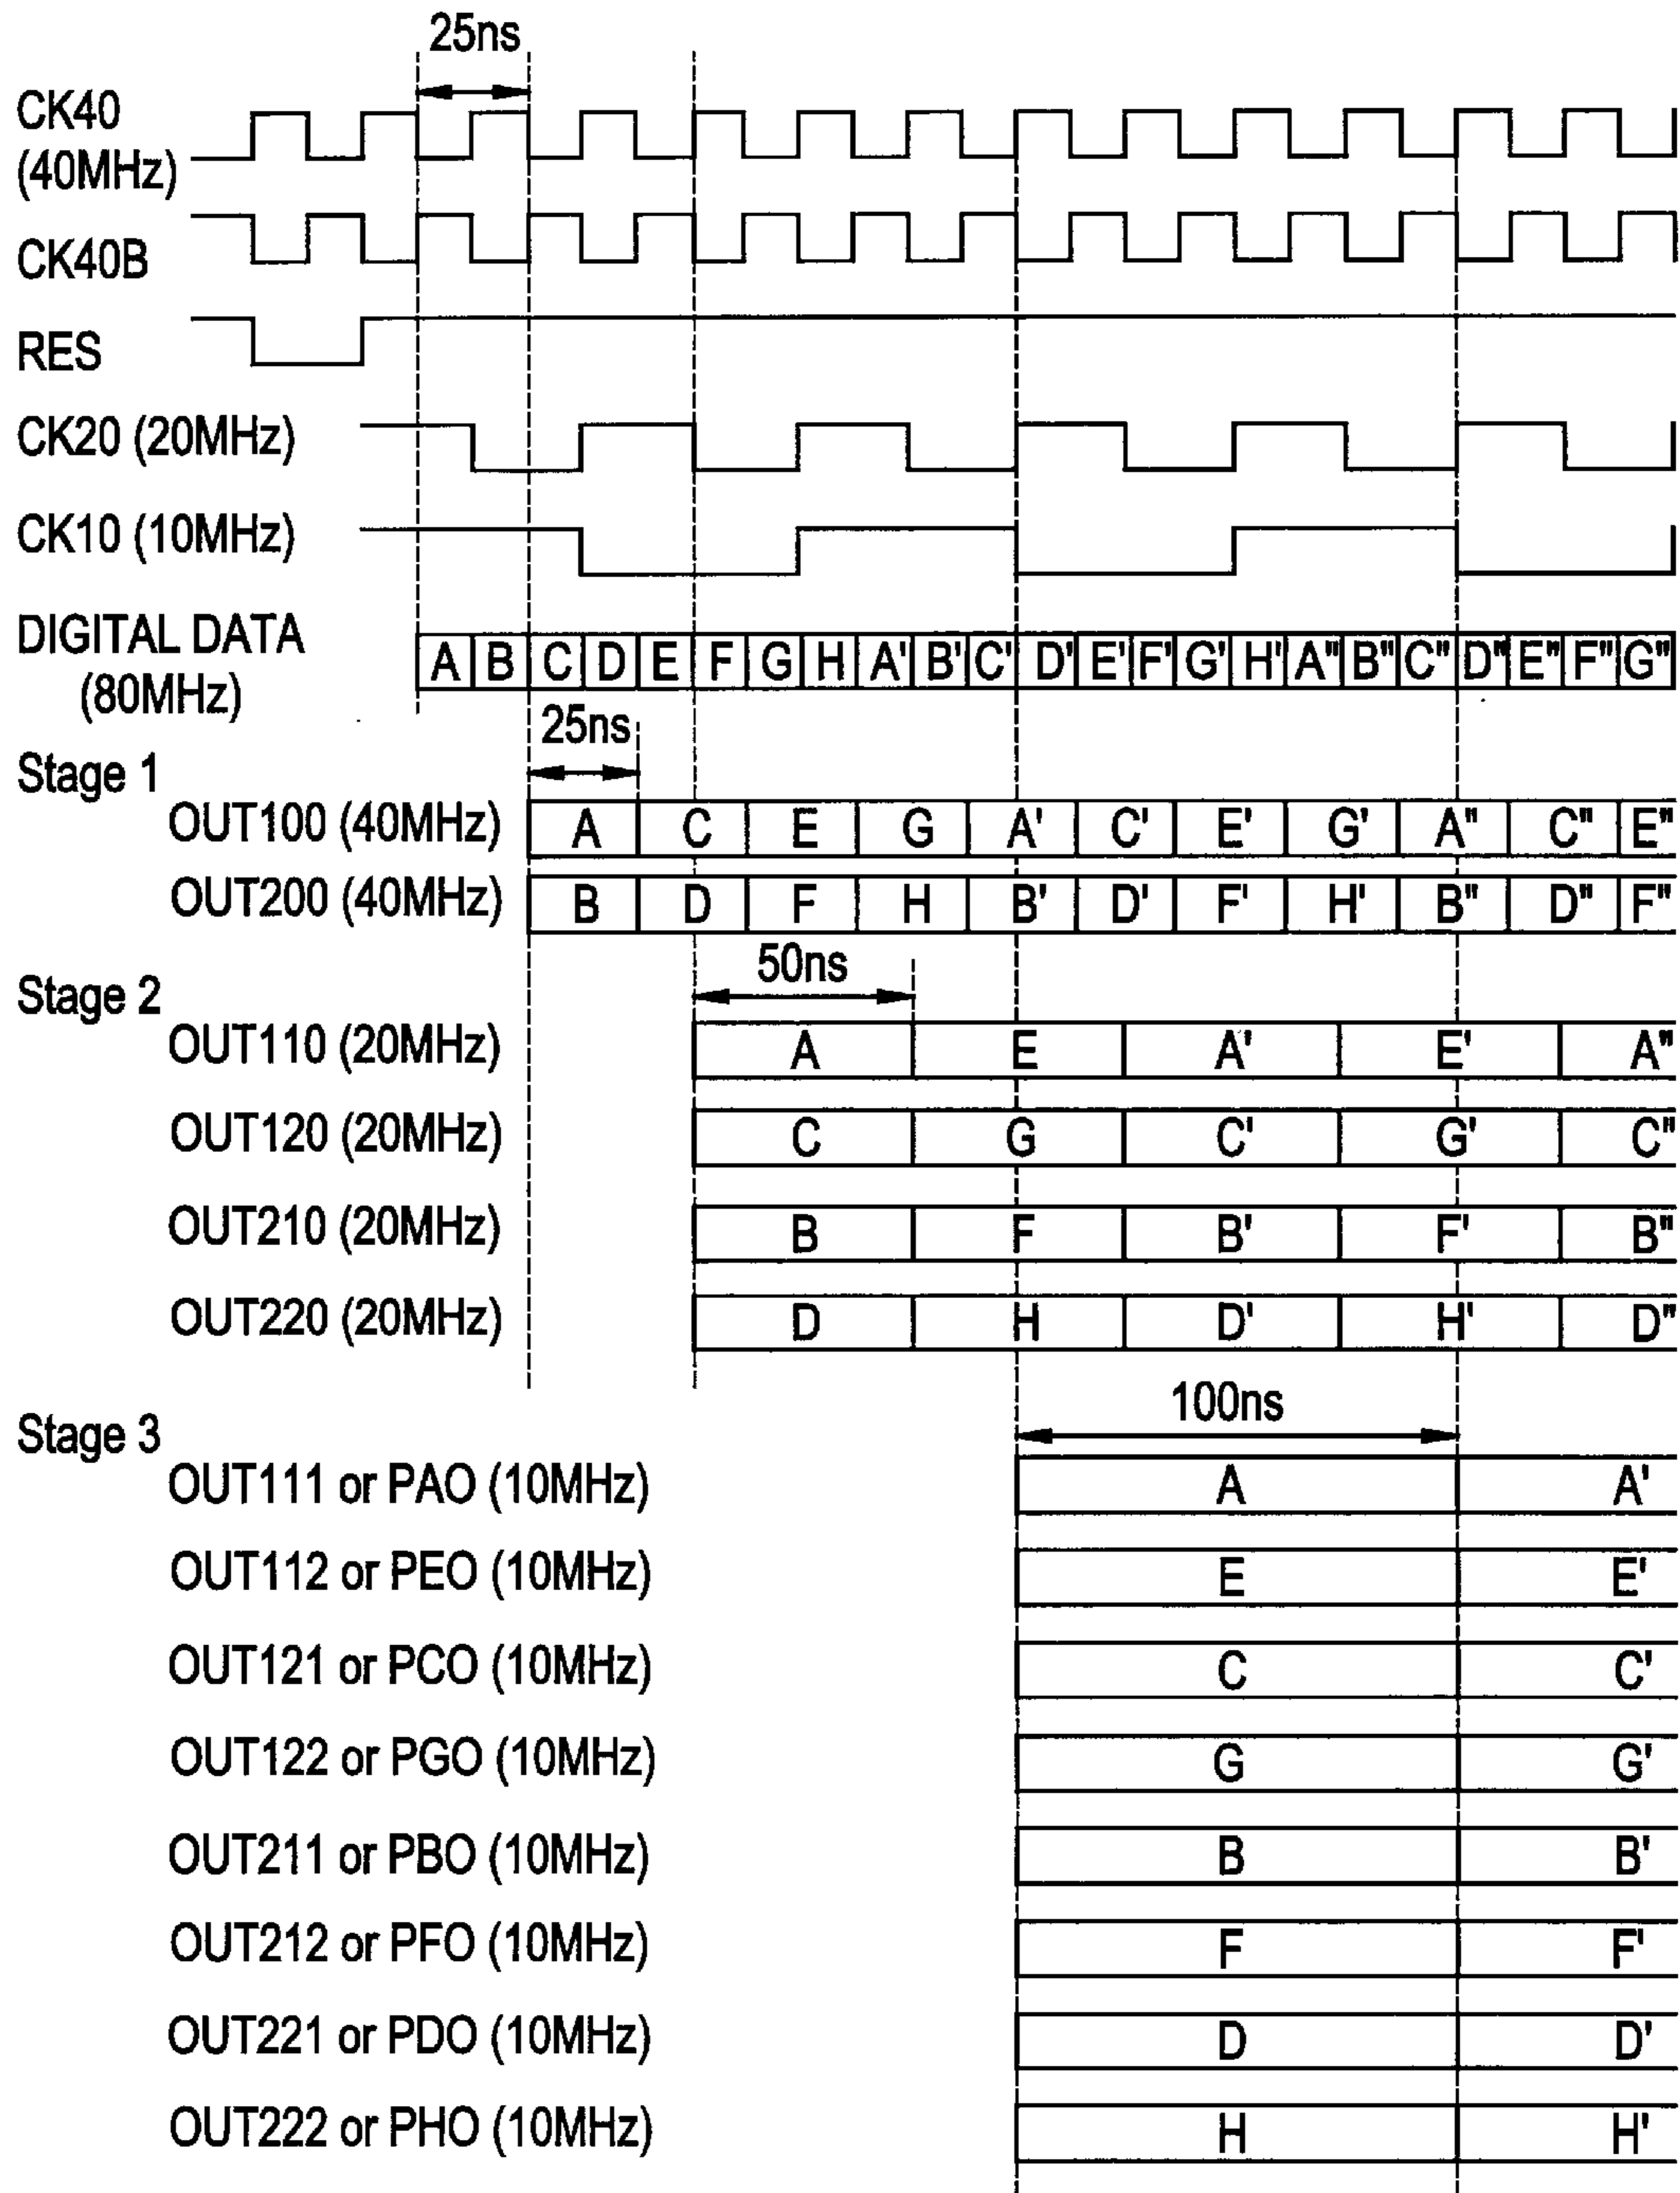 25ns
CK40
(40MHz)
CK40B
RES
CK20 (20MHz)
CK10 (10MHz)
DIGITAL DATA
(80MHz)
A B C D E F G H A' B' C' D' E' F' G' H' A" B" C" D" E" F" G"
25ns
Stage 1
OUT100 (40MHz) A C E G A' C' E' G' A" C" E"
OUT200 (40MHz) B D F H B' D' F' H' B" D" F"
50ns
Stage 2
OUT110 (20MHz) A E A' E' A"
OUT120 (20MHz) C G C' G' C"
OUT210 (20MHz) B F B' F' B"
OUT220 (20MHz) D H D' H' D"
100ns
Stage 3
OUT111 or PAO (10MHz) A A'
OUT112 or PEO (10MHz) E E'
OUT121 or PCO (10MHz) C C'
OUT122 or PGO (10MHz) G G'
OUT211 or PBO (10MHz) B B'
OUT212 or PFO (10MHz) F F'
OUT221 or PDO (10MHz) D D'
OUT222 or PHO (10MHz) H H'